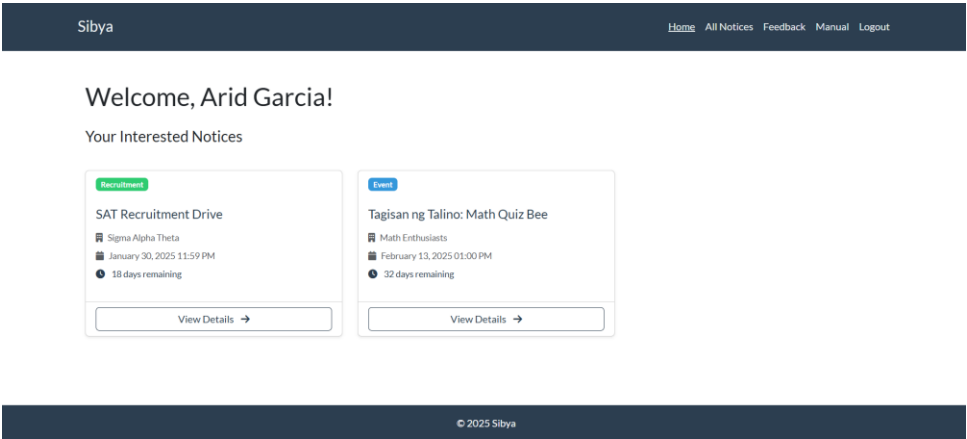 Sibya
Home All Notices Feedback Manual Logout
Welcome, Arid Garcia!
Your Interested Notices
Recruitment
SAT Recruitment Drive
Sigma Alpha Theta
January 30, 2025 11:59 PM
18 days remaining
View Details →
Event
Tagisan ng Talino: Math Quiz Bee
Math Enthusiasts
February 13, 2025 01:00 PM
32 days remaining
View Details →
© 2025 Sibya